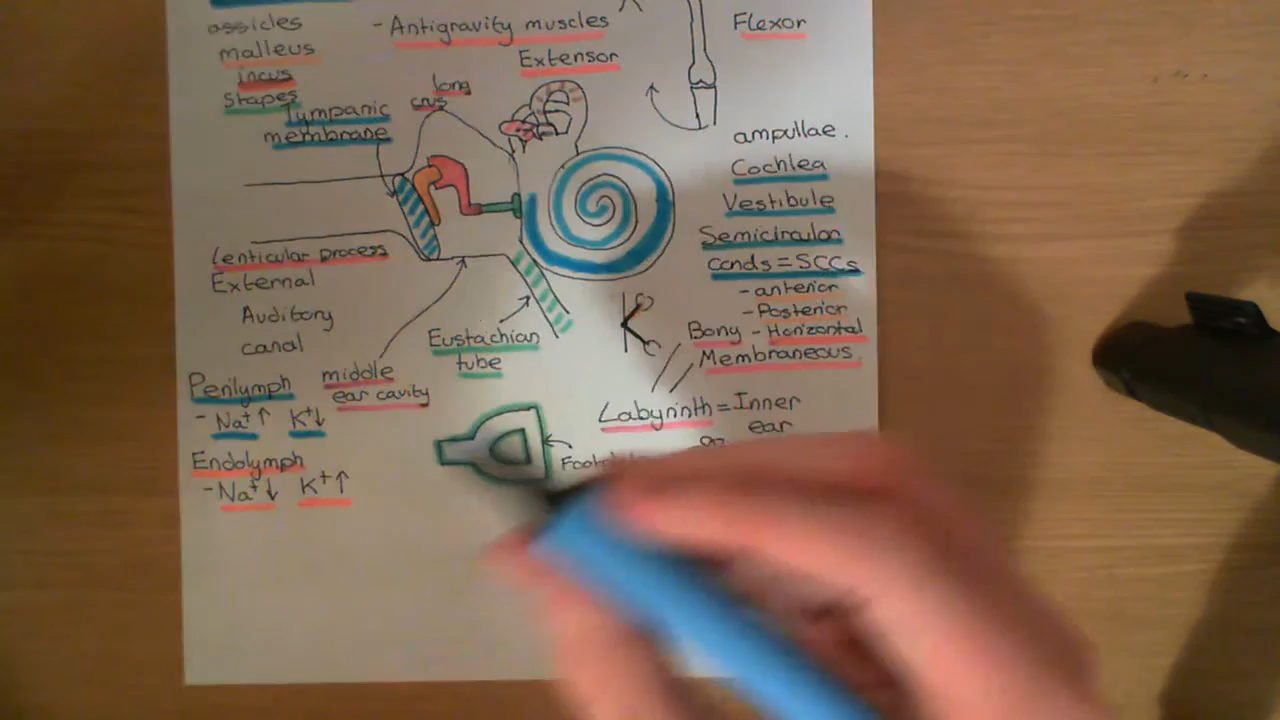 assicles
malleus
incus
stapes
- Antigravity muscles
Extensor
Flexor
Tympanic
membrane
long
crus
ampullae.
Cochlea
Vestibule
Semicircular
canals = SCCs
- anterior
- Posterior
- Horizontal
Bony
Membraneous
Labyrinth = Inner
ear
lenticular process
External
Auditory
canal
Eustachian
tube
middle
ear cavity
Perilymph
- Na+↑ K+↓
Endolymph
- Na+↓ K+↑